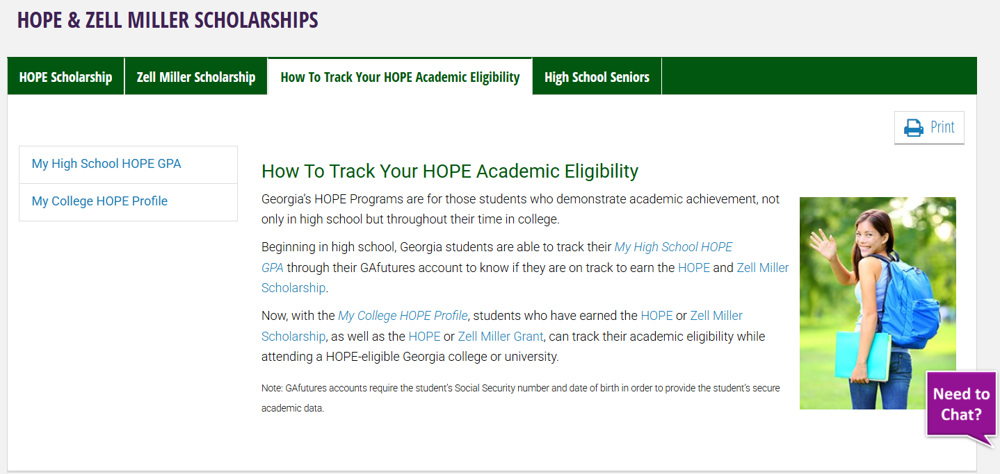 HOPE & ZELL MILLER SCHOLARSHIPS
HOPE Scholarship
Zell Miller Scholarship
How To Track Your HOPE Academic Eligibility
High School Seniors
Print
My High School HOPE GPA
My College HOPE Profile
How To Track Your HOPE Academic Eligibility
Georgia’s HOPE Programs are for those students who demonstrate academic achievement, not
only in high school but throughout their time in college.
Beginning in high school, Georgia students are able to track their My High School HOPE
GPA through their GAfutures account to know if they are on track to earn the HOPE and Zell Miller
Scholarship.
Now, with the My College HOPE Profile, students who have earned the HOPE or Zell Miller
Scholarship, as well as the HOPE or Zell Miller Grant, can track their academic eligibility while
attending a HOPE-eligible Georgia college or university.
Note: GAfutures accounts require the student’s Social Security number and date of birth in order to provide the student’s secure
academic data.
Need to
Chat?